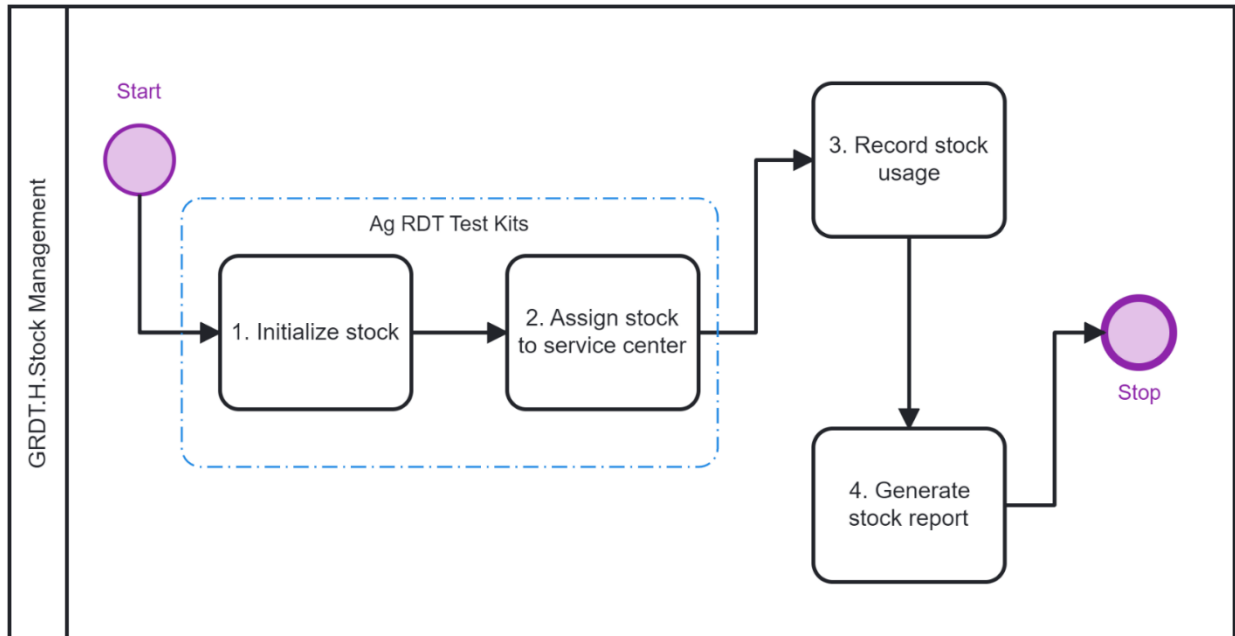 GRDT.H.Stock Management
Start
Ag RDT Test Kits
1. Initialize stock
2. Assign stock
to service center
3. Record stock
usage
4. Generate
stock report
Stop